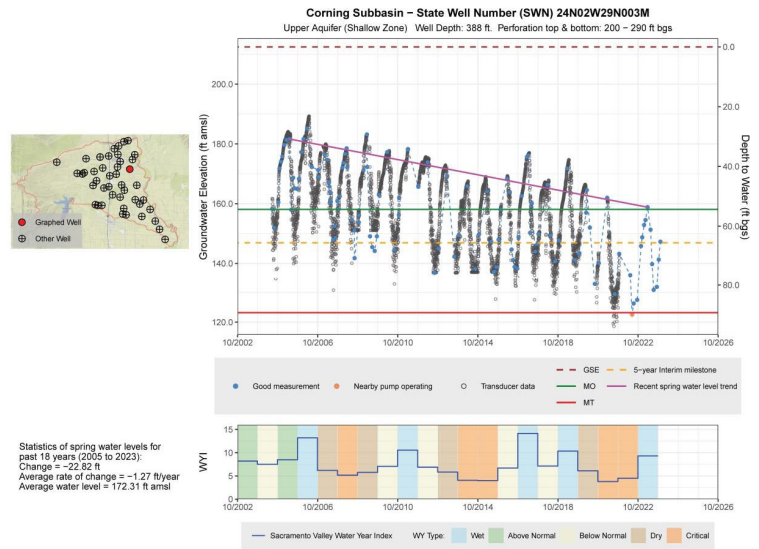 Corning Subbasin − State Well Number (SWN) 24N02W29N003M
Upper Aquifer (Shallow Zone) Well Depth: 388 ft. Perforation top & bottom: 200 − 290 ft bgs
Graphed Well
Other Well
Groundwater Elevation (ft amsl)
200.0
180.0
160.0
140.0
120.0
0.0
20.0
40.0
60.0
80.0
Depth to Water (ft bgs)
10/2002 10/2006 10/2010 10/2014 10/2018 10/2022 10/2026
Good measurement
Nearby pump operating
Transducer data
GSE
MO
MT
5−year Interim milestone
Recent spring water level trend
Statistics of spring water levels for
past 18 years (2005 to 2023):
Change = −22.82 ft
Average rate of change = −1.27 ft/year
Average water level = 172.31 ft amsl
WYI
15
10
5
0
10/2002 10/2006 10/2010 10/2014 10/2018 10/2022 10/2026
Sacramento Valley Water Year Index WY Type: Wet Above Normal Below Normal Dry Critical